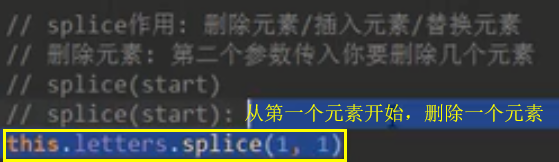 // splice作用: 删除元素/插入元素/替换元素
// 删除元素: 第二个参数传入你要删除几个元素
// splice(start)
// splice(start): 从第一个元素开始，删除一个元素
this.letters.splice(1, 1)